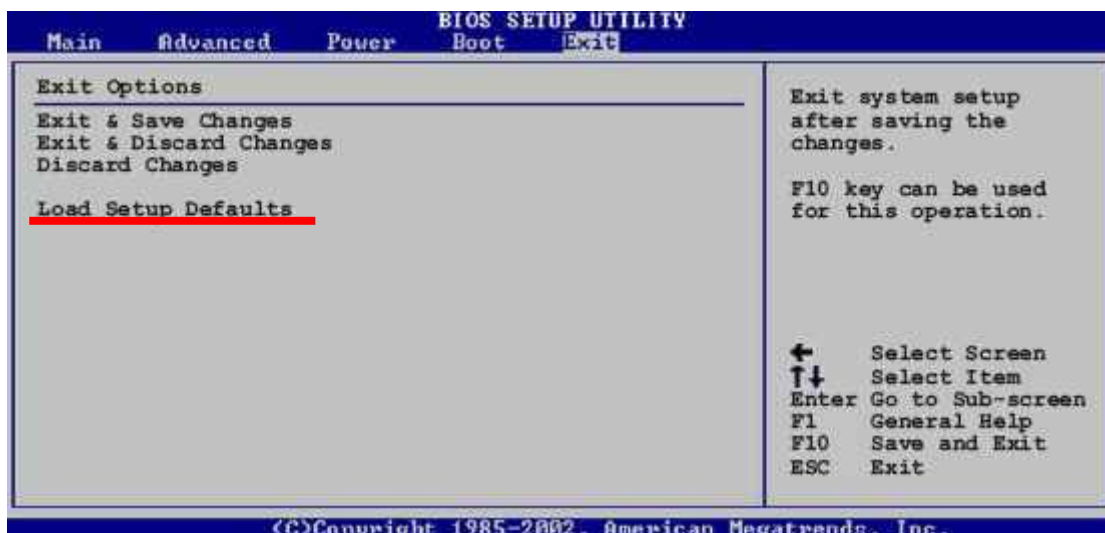 BIOS SETUP UTILITY
Main Advanced Power Boot Exit
Exit Options
Exit & Save Changes
Exit & Discard Changes
Discard Changes
Load Setup Defaults
Exit system setup
after saving the
changes.
F10 key can be used
for this operation.
← Select Screen
↑↓ Select Item
Enter Go to Sub-screen
F1 General Help
F10 Save and Exit
ESC Exit
(C)Copyright 1985-2002, American Megatrends, Inc.